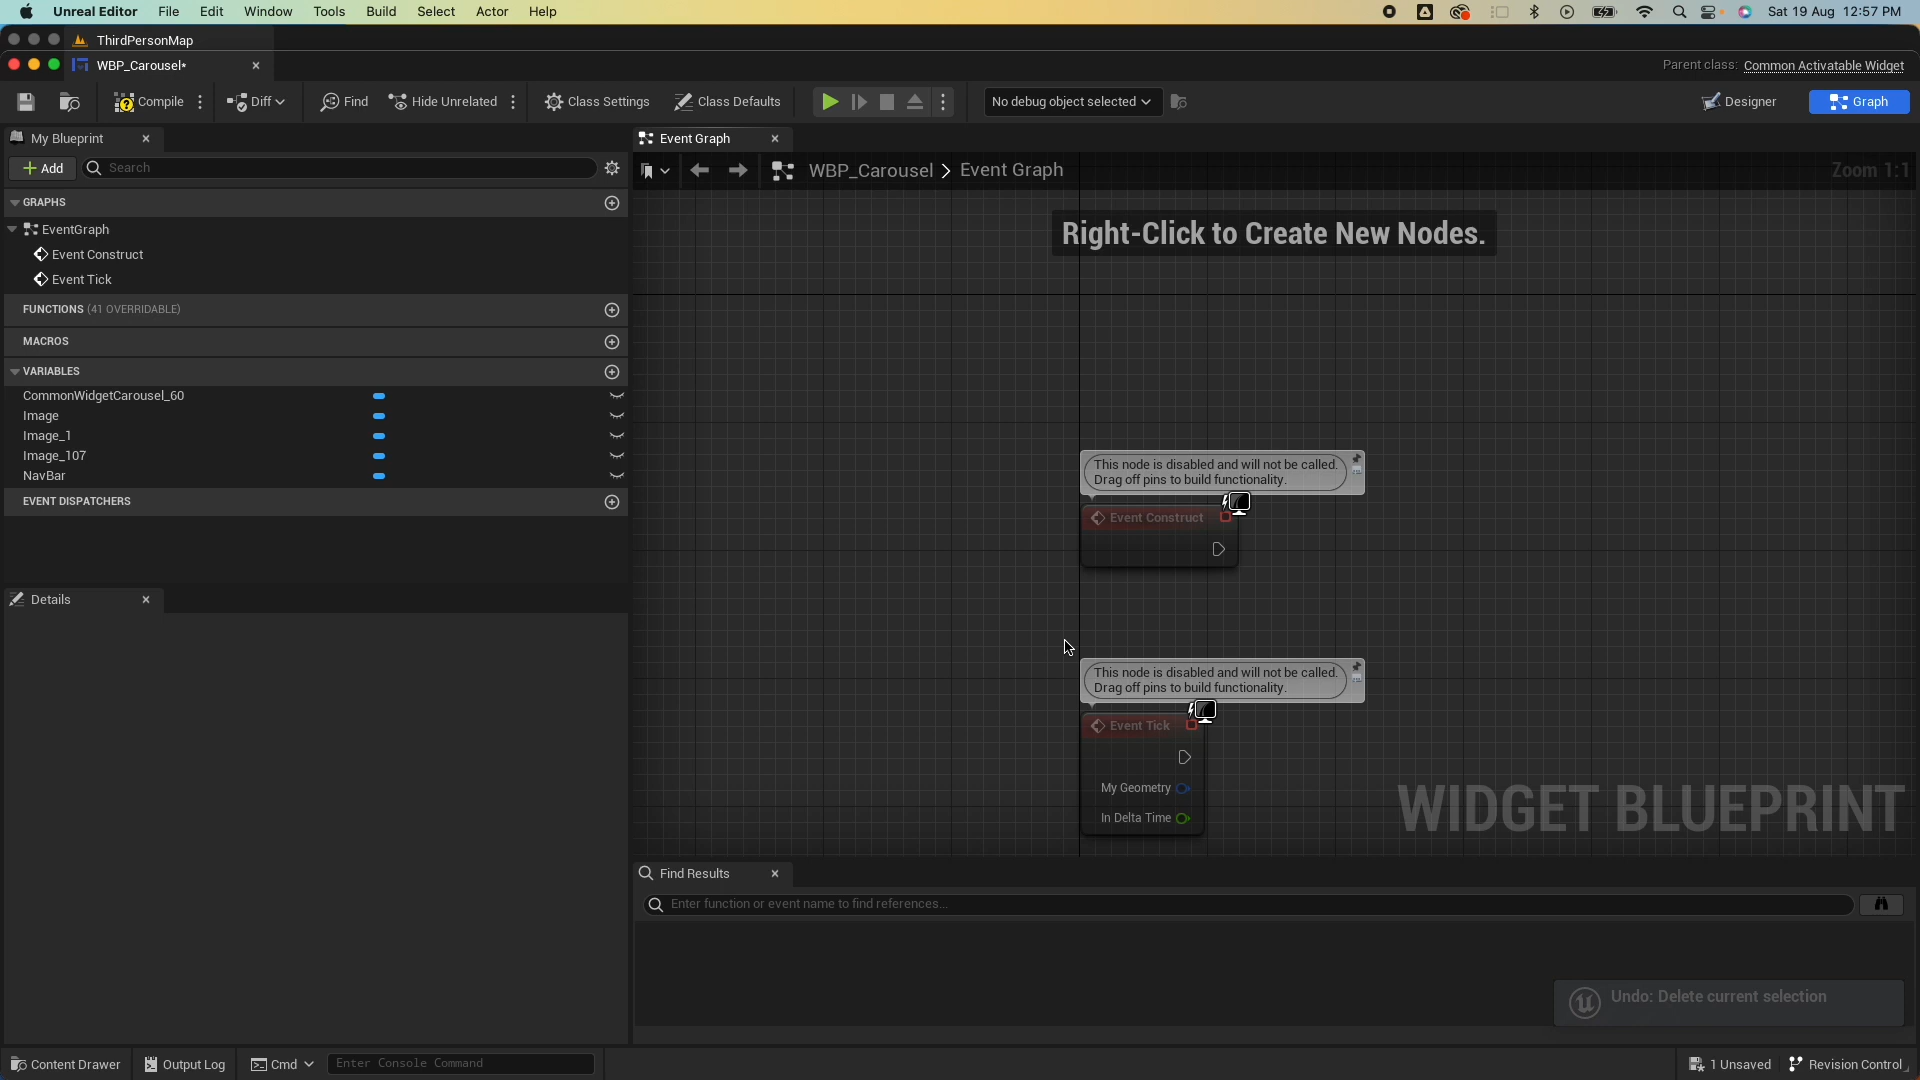 Unreal Editor File Edit Window Tools Build Select Actor Help
Sat 19 Aug 12:57 PM
ThirdPersonMap
WBP_Carousel*
Parent class: Common Activatable Widget
Compile
Diff
Find
Hide Unrelated
Class Settings
Class Defaults
No debug object selected
Designer
Graph
My Blueprint
Event Graph
Add
Search
WBP_Carousel > Event Graph
Zoom 1:1
GRAPHS
EventGraph
Event Construct
Event Tick
FUNCTIONS (41 OVERRIDABLE)
MACROS
VARIABLES
CommonWidgetCarousel_60
Image
Image_1
Image_107
NavBar
EVENT DISPATCHERS
Details
Right-Click to Create New Nodes.
This node is disabled and will not be called.
Drag off pins to build functionality.
Event Construct
This node is disabled and will not be called.
Drag off pins to build functionality.
Event Tick
My Geometry
In Delta Time
WIDGET BLUEPRINT
Find Results
Enter function or event name to find references...
Undo: Delete current selection
Content Drawer
Output Log
Cmd
Enter Console Command
1 Unsaved
Revision Control